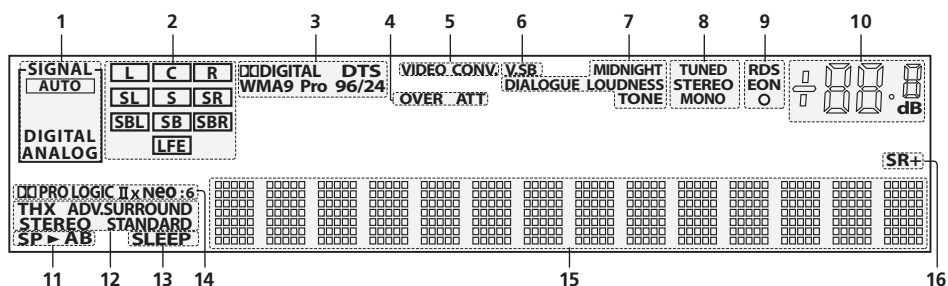 1 2 3 4 5 6 7 8 9 10
SIGNAL
AUTO
DIGITAL
ANALOG
L C R
SL S SR
SBL SB SBR
LFE
DIGITAL DTS
WMA9 Pro 96/24
OVER ATT
VIDEO CONV.
V.SB
DIALOGUE
MIDNIGHT
LOUDNESS
TONE
TUNED
STEREO
MONO
RDS
EON
dB
SR+
PRO LOGIC IIx Neo :6
THX ADV.SURROUND
STEREO STANDARD
SP ► AB SLEEP
11 12 13 14 15 16